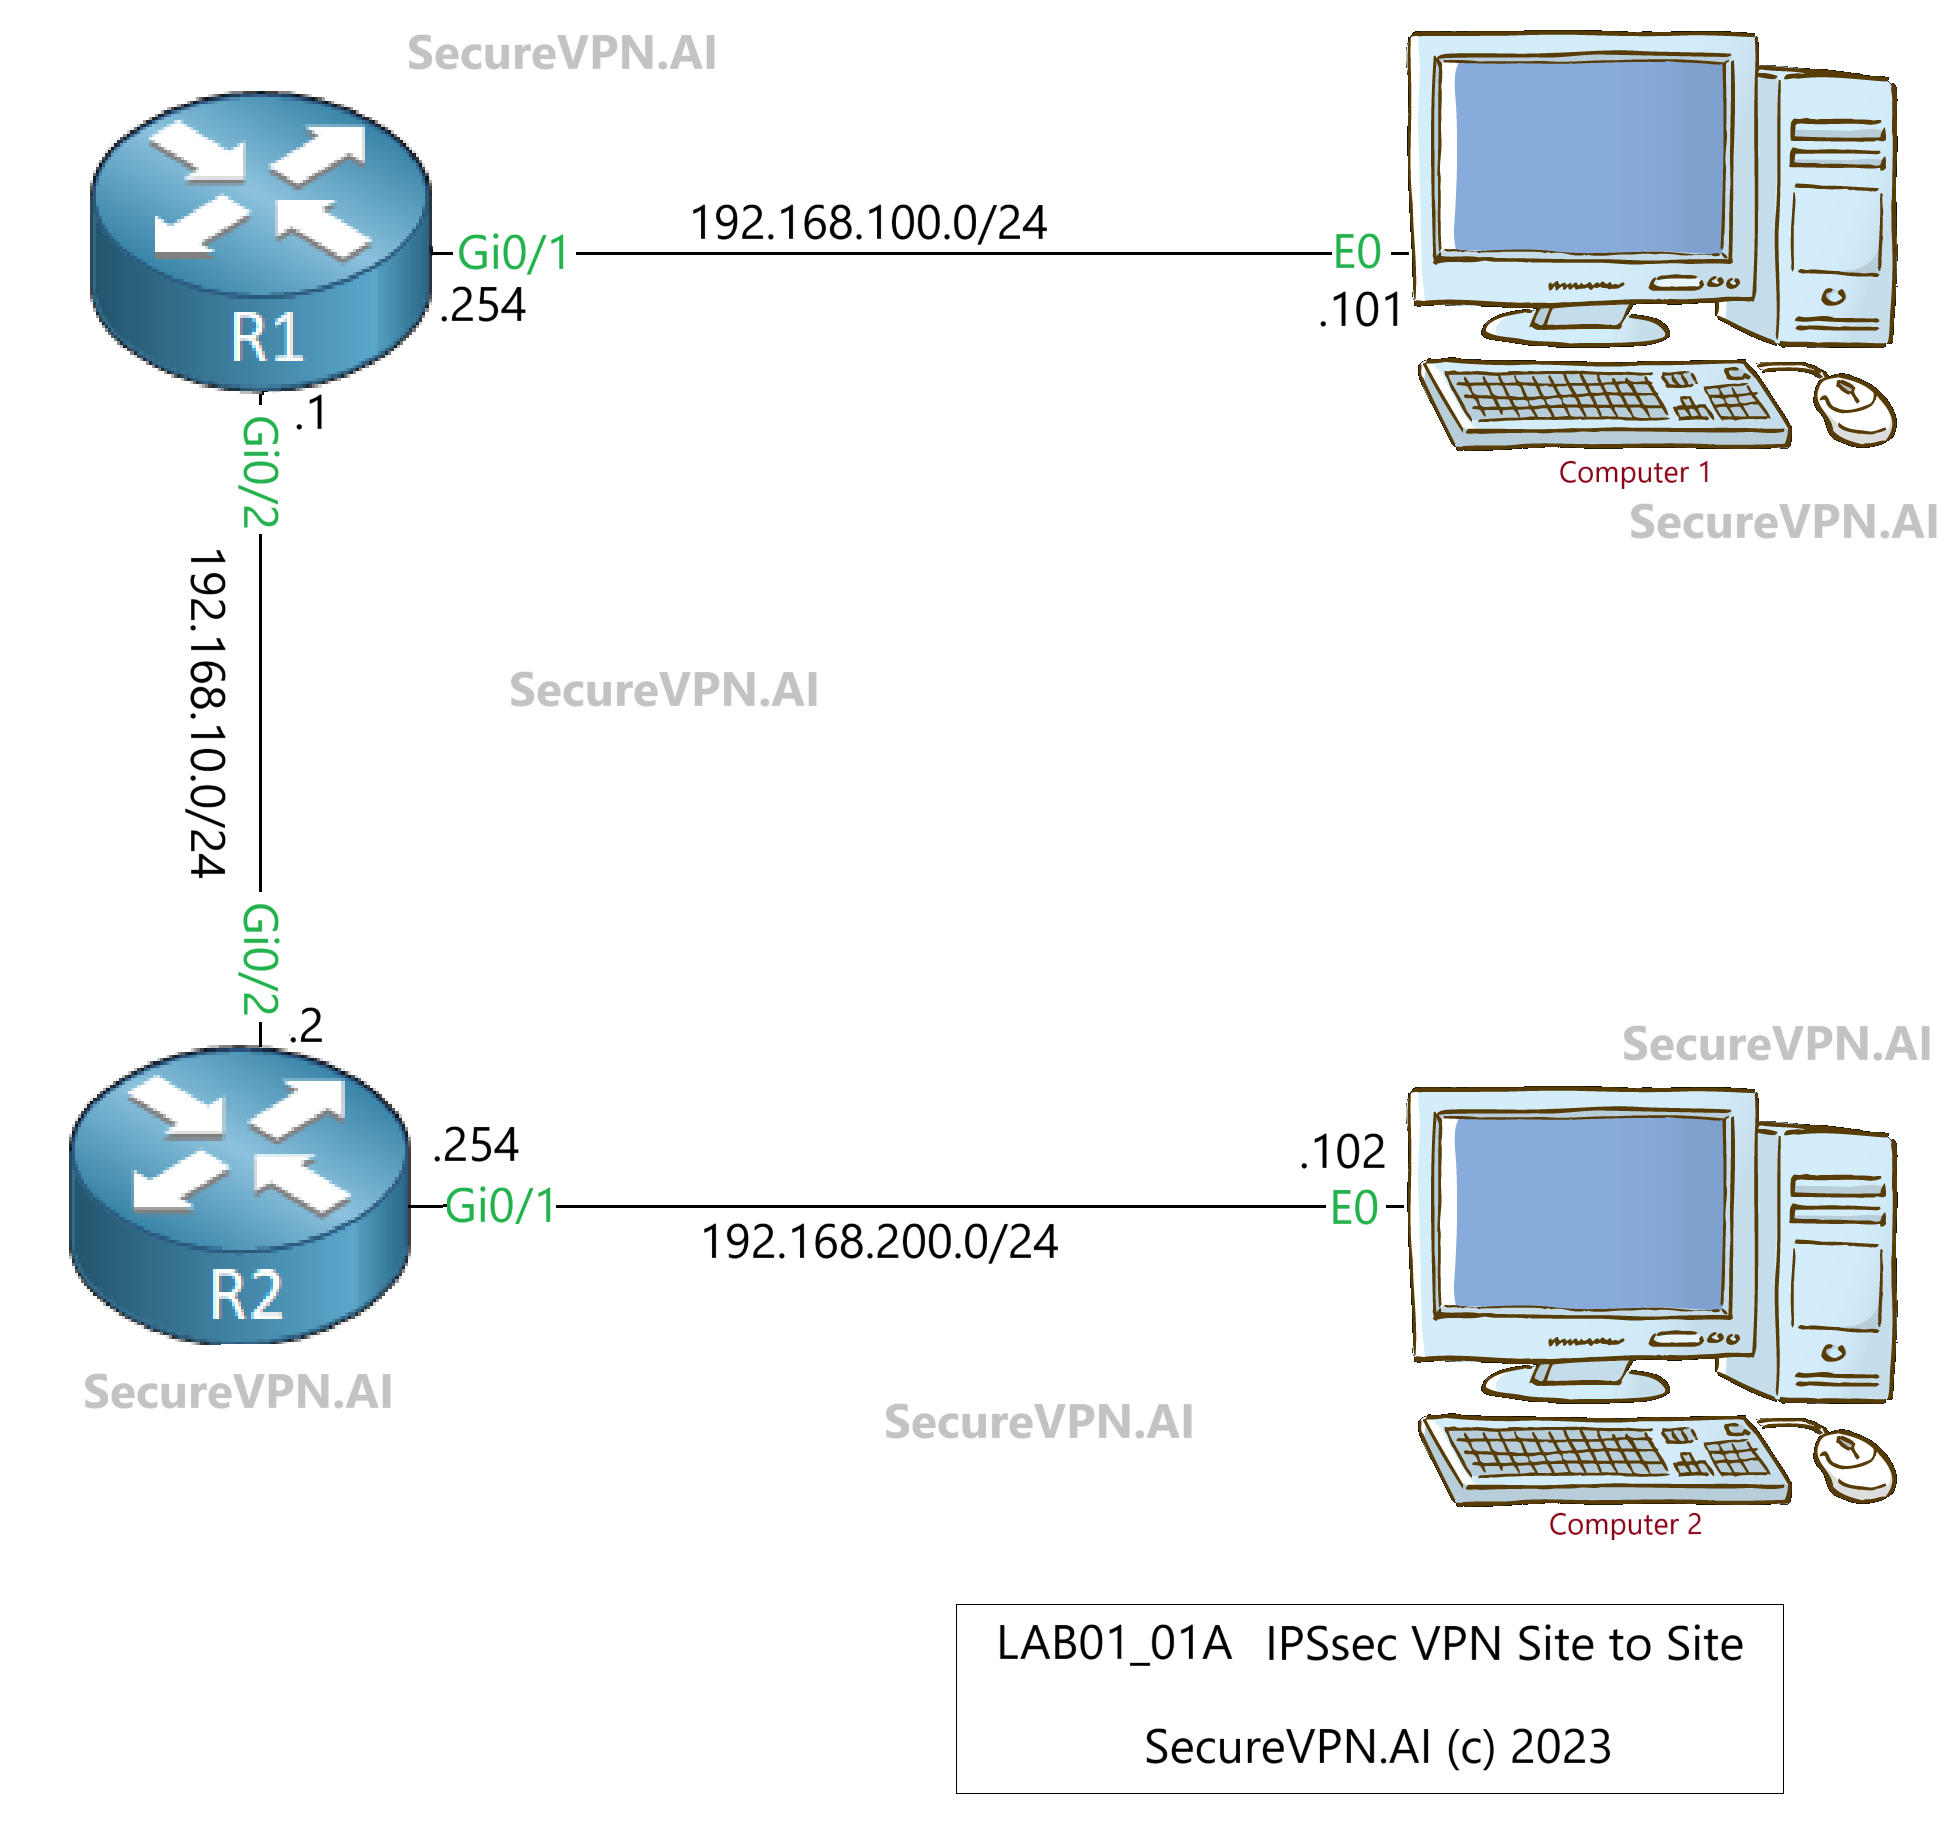 SecureVPN.AI
192.168.100.0/24
Gi0/1
E0
.254
.101
R1
.1
Gi0/2
Computer 1
SecureVPN.AI
192.168.10.0/24
SecureVPN.AI
Gi0/2
.2
SecureVPN.AI
.254
.102
Gi0/1
E0
192.168.200.0/24
R2
SecureVPN.AI
SecureVPN.AI
Computer 2
LAB01_01A IPSsec VPN Site to Site
SecureVPN.AI (c) 2023